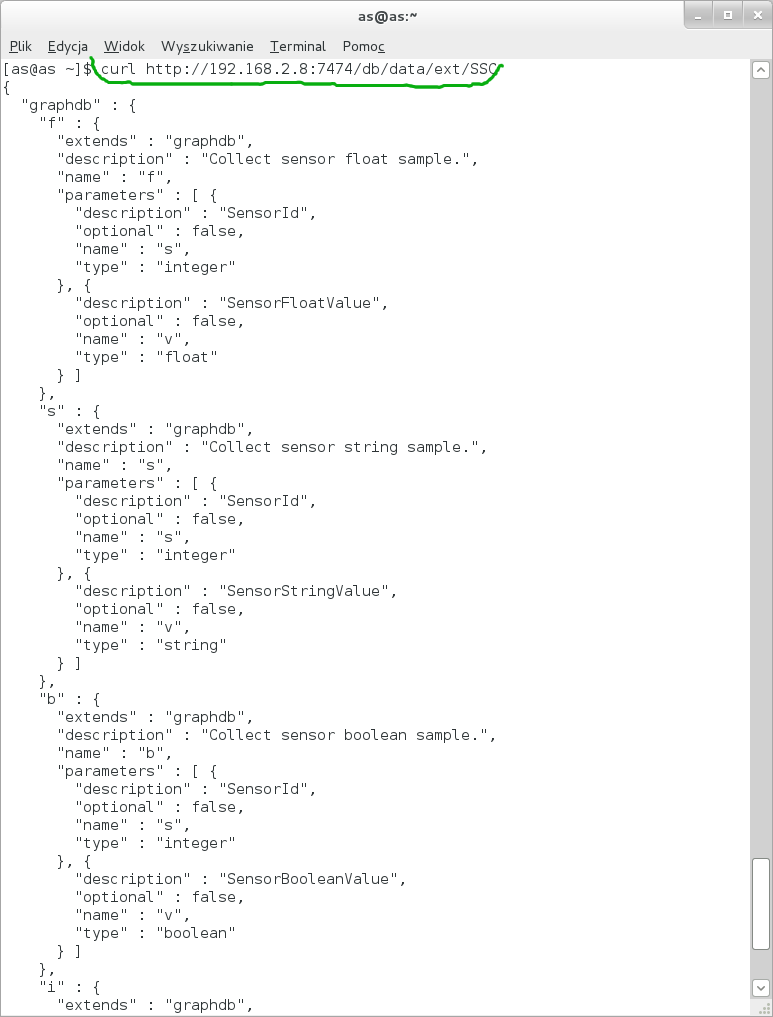 as@as:~
Plik Edycja Widok Wyszukiwanie Terminal Pomoc
[as@as ~]$ curl http://192.168.2.8:7474/db/data/ext/SSC
{
  "graphdb" : {
    "f" : {
      "extends" : "graphdb",
      "description" : "Collect sensor float sample.",
      "name" : "f",
      "parameters" : [ {
        "description" : "SensorId",
        "optional" : false,
        "name" : "s",
        "type" : "integer"
      }, {
        "description" : "SensorFloatValue",
        "optional" : false,
        "name" : "v",
        "type" : "float"
      } ]
    },
    "s" : {
      "extends" : "graphdb",
      "description" : "Collect sensor string sample.",
      "name" : "s",
      "parameters" : [ {
        "description" : "SensorId",
        "optional" : false,
        "name" : "s",
        "type" : "integer"
      }, {
        "description" : "SensorStringValue",
        "optional" : false,
        "name" : "v",
        "type" : "string"
      } ]
    },
    "b" : {
      "extends" : "graphdb",
      "description" : "Collect sensor boolean sample.",
      "name" : "b",
      "parameters" : [ {
        "description" : "SensorId",
        "optional" : false,
        "name" : "s",
        "type" : "integer"
      }, {
        "description" : "SensorBooleanValue",
        "optional" : false,
        "name" : "v",
        "type" : "boolean"
      } ]
    },
    "i" : {
      "extends" : "graphdb",